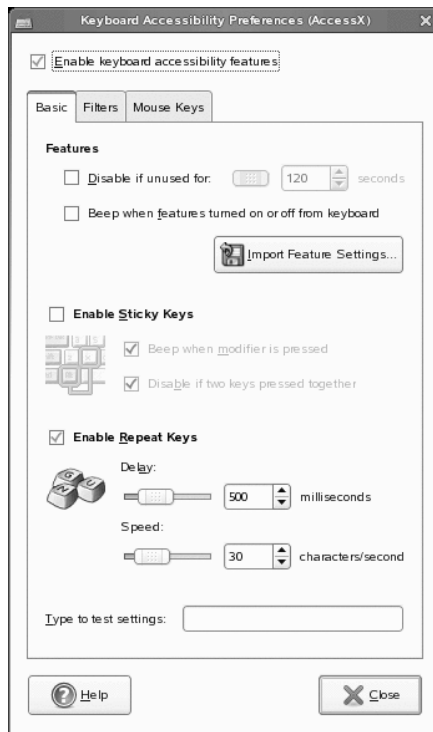 Keyboard Accessibility Preferences (AccessX)
Enable keyboard accessibility features
Basic Filters Mouse Keys
Features
Disable if unused for: 120 seconds
Beep when features turned on or off from keyboard
Import Feature Settings...
Enable Sticky Keys
Beep when modifier is pressed
Disable if two keys pressed together
Enable Repeat Keys
G
N U
Delay:
500 milliseconds
Speed:
30 characters/second
Type to test settings:
Help Close